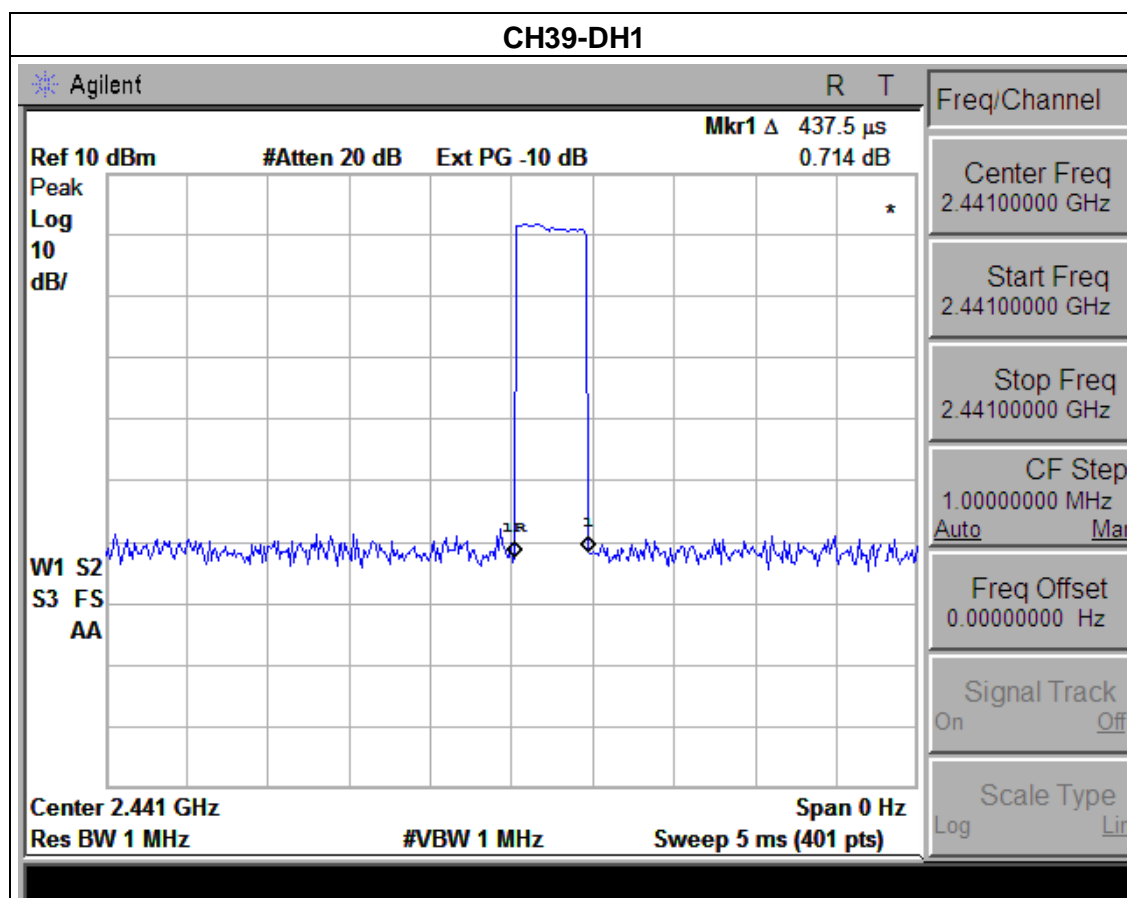 CH39-DH1
Agilent R T
Mkr1 Δ 437.5 µs
Ref 10 dBm #Atten 20 dB Ext PG -10 dB 0.714 dB
Peak
Log
10
dB/
*
1R 1
W1 S2
S3 FS
AA
Center 2.441 GHz Span 0 Hz
Res BW 1 MHz #VBW 1 MHz Sweep 5 ms (401 pts)
Freq/Channel
Center Freq
2.44100000 GHz
Start Freq
2.44100000 GHz
Stop Freq
2.44100000 GHz
CF Step
1.00000000 MHz
Auto Man
Freq Offset
0.00000000 Hz
Signal Track
On Off
Scale Type
Log Lin